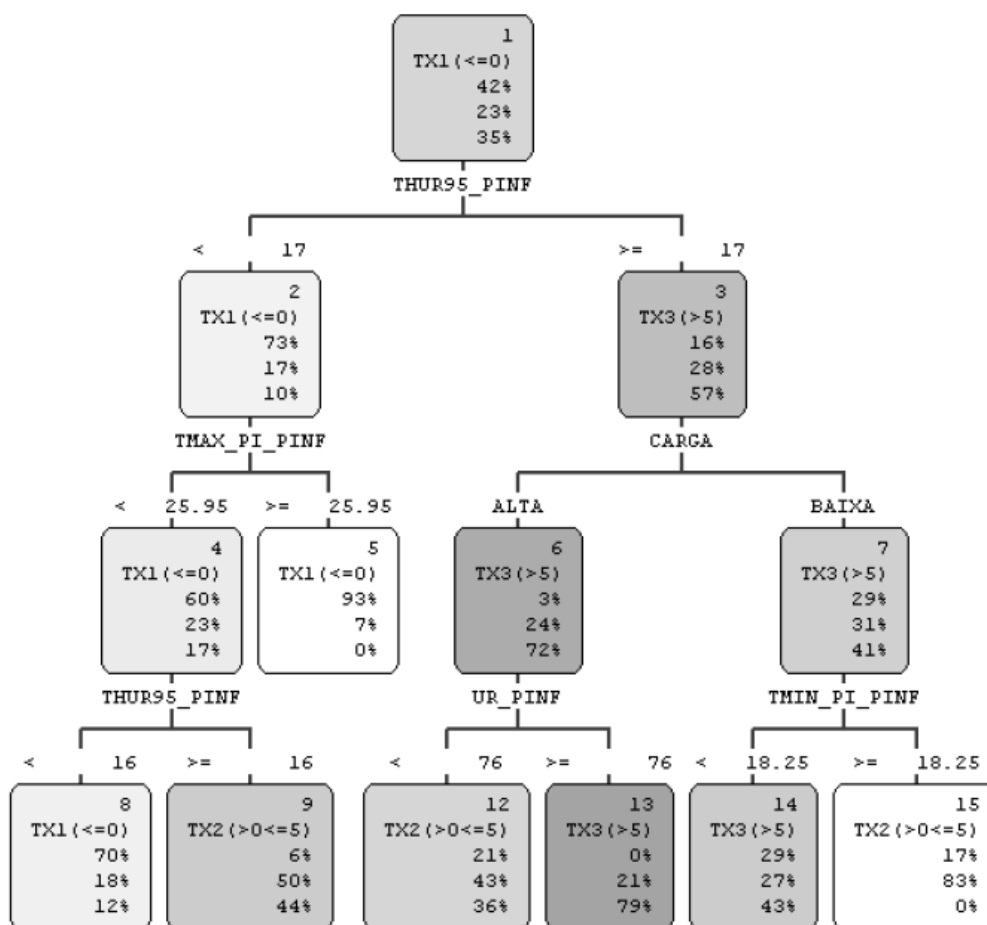 1
TX1(<=0)
42%
23%
35%
THUR95_PINF
< 17
>= 17
2
TX1(<=0)
73%
17%
10%
TMAX_PI_PINF
3
TX3(>5)
16%
28%
57%
CARGA
< 25.95
>= 25.95
ALTA
BAIXA
4
TX1(<=0)
60%
23%
17%
THUR95_PINF
5
TX1(<=0)
93%
7%
0%
6
TX3(>5)
3%
24%
72%
UR_PINF
7
TX3(>5)
29%
31%
41%
TMIN_PI_PINF
< 16
>= 16
< 76
>= 76
< 18.25
>= 18.25
8
TX1(<=0)
70%
18%
12%
9
TX2(>0<=5)
6%
50%
44%
12
TX2(>0<=5)
21%
43%
36%
13
TX3(>5)
0%
21%
79%
14
TX3(>5)
29%
27%
43%
15
TX2(>0<=5)
17%
83%
0%